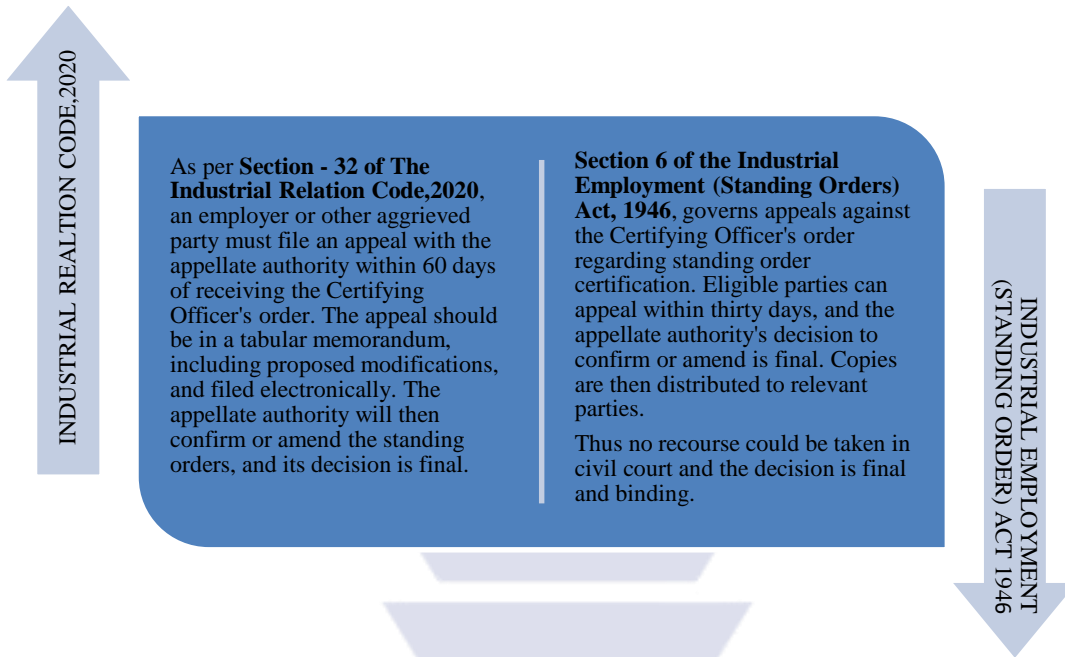 INDUSTRIAL REALTION CODE,2020
As per Section - 32 of The
Industrial Relation Code,2020,
an employer or other aggrieved
party must file an appeal with the
appellate authority within 60 days
of receiving the Certifying
Officer's order. The appeal should
be in a tabular memorandum,
including proposed modifications,
and filed electronically. The
appellate authority will then
confirm or amend the standing
orders, and its decision is final.
Section 6 of the Industrial
Employment (Standing Orders)
Act, 1946, governs appeals against
the Certifying Officer's order
regarding standing order
certification. Eligible parties can
appeal within thirty days, and the
appellate authority's decision to
confirm or amend is final. Copies
are then distributed to relevant
parties.
Thus no recourse could be taken in
civil court and the decision is final
and binding.
INDUSTRIAL EMPLOYMENT
(STANDING ORDER) ACT 1946